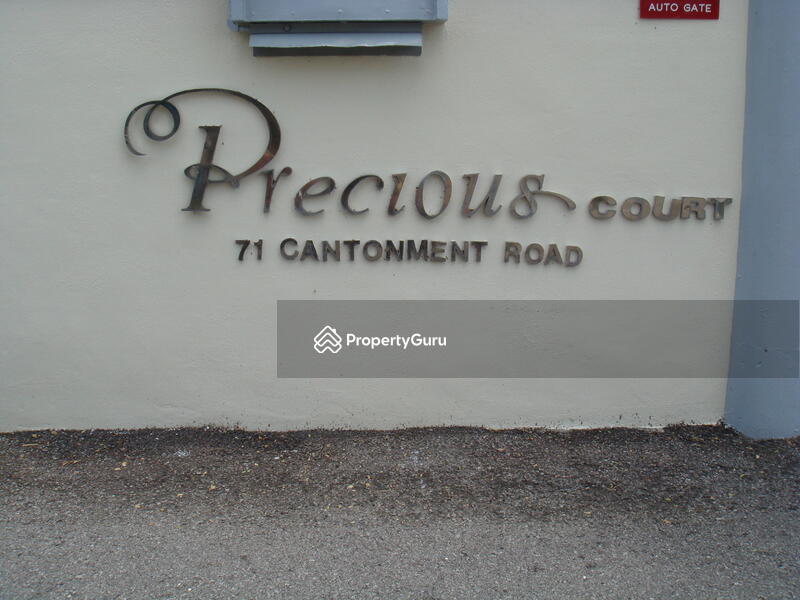 AUTO GATE
Precious COURT
71 CANTONMENT ROAD
PropertyGuru